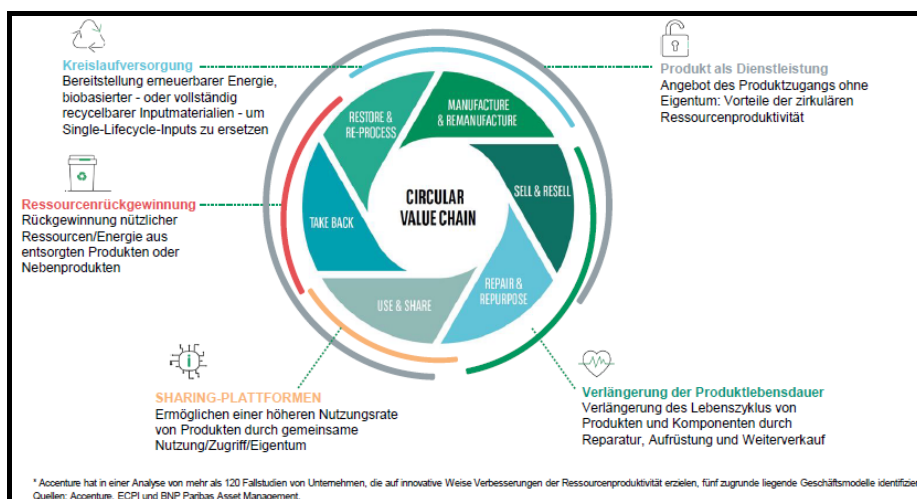 Kreislaufversorgung
Bereitstellung erneuerbarer Energie,
biobasierter - oder vollständig
recycelbarer Inputmaterialien - um
Single-Lifecycle-Inputs zu ersetzen
Produkt als Dienstleistung
Angebot des Produktzugangs ohne
Eigentum: Vorteile der zirkulären
Ressourcenproduktivität
RESTORE &
RE-PROCESS
MANUFACTURE
& REMANUFACTURE
CIRCULAR
VALUE CHAIN
SELL & RESELL
TAKE BACK
REPAIR &
REPURPOSE
USE & SHARE
Ressourcenrückgewinnung
Rückgewinnung nützlicher
Ressourcen/Energie aus
entsorgten Produkten oder
Nebenprodukten
SHARING-PLATTFORMEN
Ermöglichen einer höheren Nutzungsrate
von Produkten durch gemeinsame
Nutzung/Zugriff/Eigentum
Verlängerung der Produktlebensdauer
Verlängerung des Lebenszyklus von
Produkten und Komponenten durch
Reparatur, Aufrüstung und Weiterverkauf
* Accenture hat in einer Analyse von mehr als 120 Fallstudien von Unternehmen, die auf innovative Weise Verbesserungen der Ressourcenproduktivität erzielen, fünf zugrunde liegende Geschäftsmodelle identifizie
Quellen: Accenture, ECPI und BNP Paribas Asset Management.